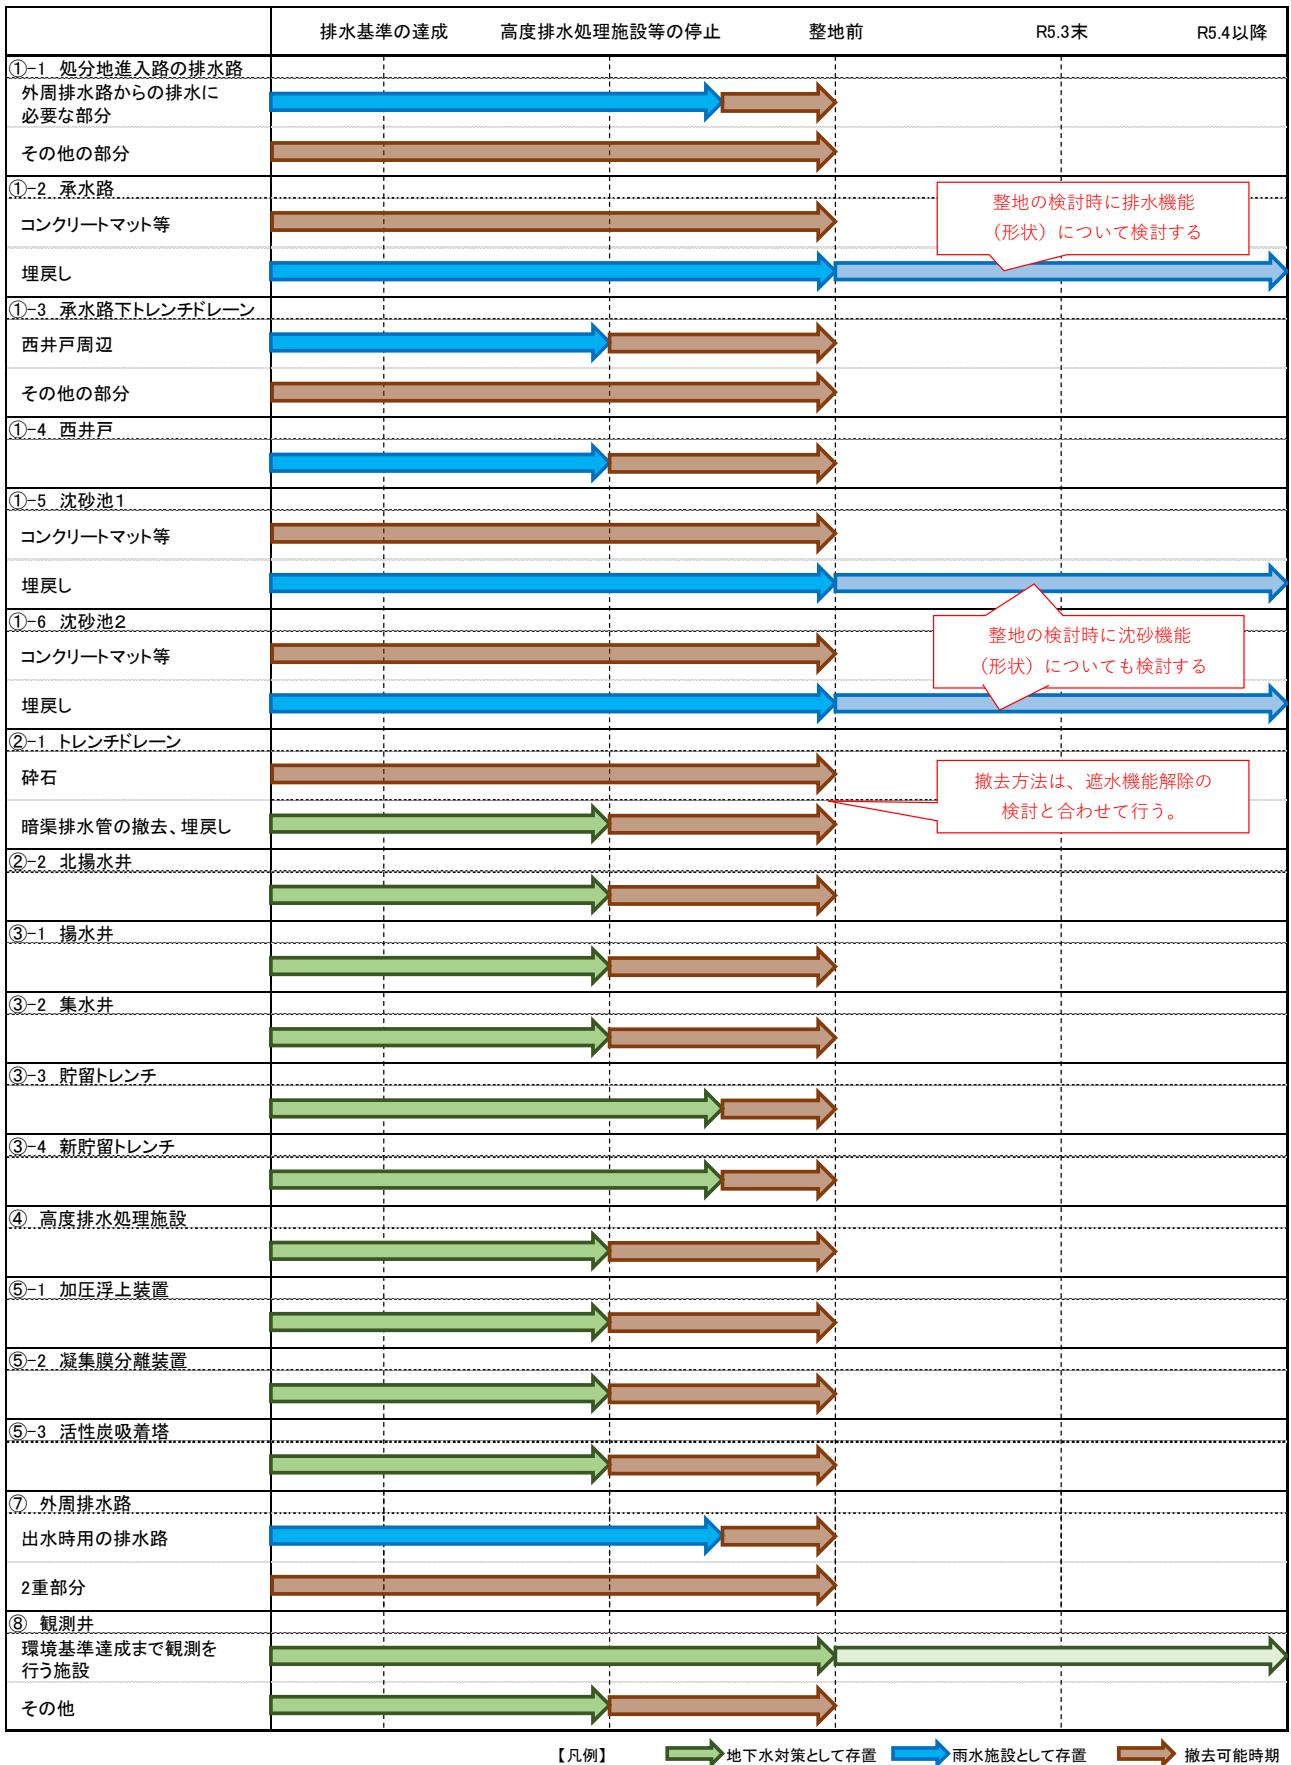 排水基準の達成 高度排水処理施設等の停止 整地前 R5.3末 R5.4以降
①-1 処分地進入路の排水路
外周排水路からの排水に
必要な部分
その他の部分
①-2 承水路
コンクリートマット等
整地の検討時に排水機能
（形状）について検討する
埋戻し
①-3 承水路下トレンチドレーン
西井戸周辺
その他の部分
①-4 西井戸
①-5 沈砂池1
コンクリートマット等
埋戻し
①-6 沈砂池2
コンクリートマット等
整地の検討時に沈砂機能
（形状）についても検討する
埋戻し
②-1 トレンチドレーン
砕石
撤去方法は、遮水機能解除の
検討と合わせて行う。
暗渠排水管の撤去、埋戻し
②-2 北揚水井
③-1 揚水井
③-2 集水井
③-3 貯留トレンチ
③-4 新貯留トレンチ
④ 高度排水処理施設
⑤-1 加圧浮上装置
⑤-2 凝集膜分離装置
⑤-3 活性炭吸着塔
⑦ 外周排水路
出水時用の排水路
2重部分
⑧ 観測井
環境基準達成まで観測を
行う施設
その他
【凡例】 地下水対策として存置 雨水施設として存置 撤去可能時期